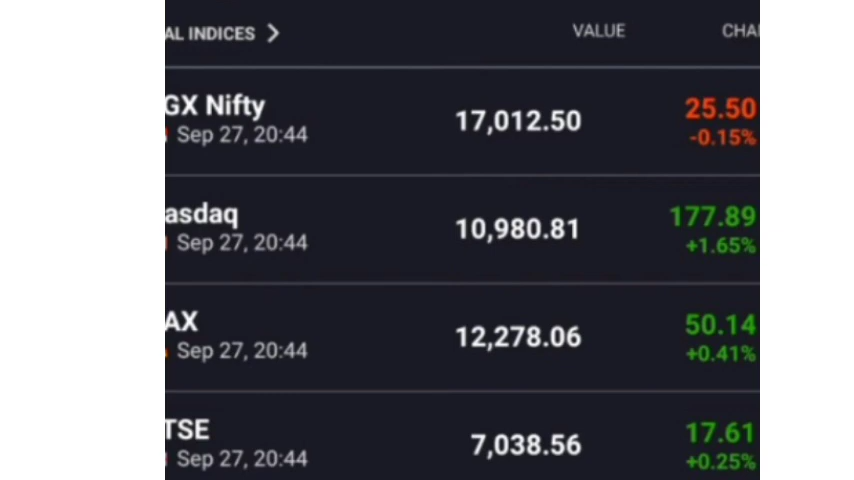 AL INDICES VALUE CHA
GX Nifty 17,012.50 25.50
Sep 27, 20:44 -0.15%
asdaq 10,980.81 177.89
Sep 27, 20:44 +1.65%
AX 12,278.06 50.14
Sep 27, 20:44 +0.41%
TSE 7,038.56 17.61
Sep 27, 20:44 +0.25%